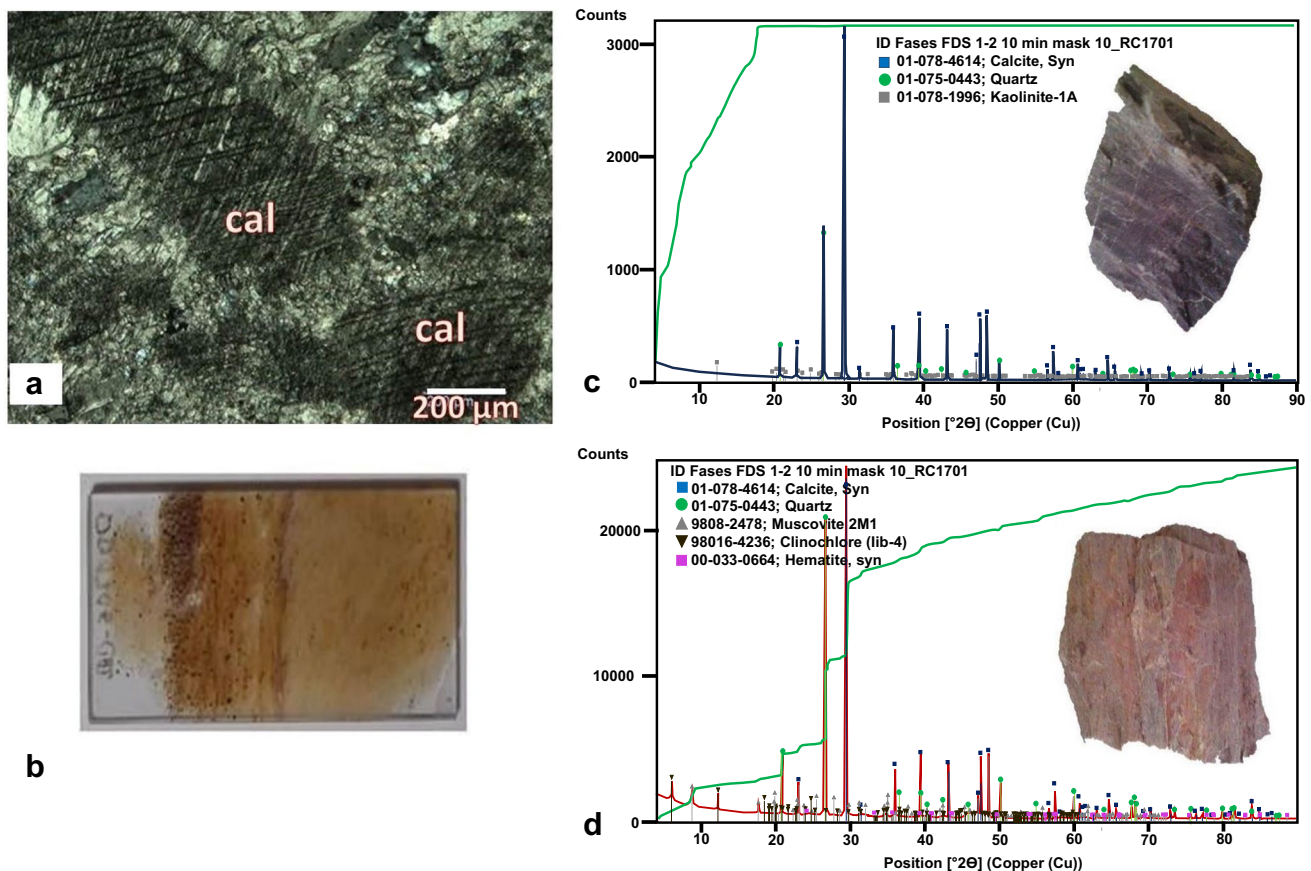 cal
cal
a
200 µm
b
Counts
3000
2000
1000
0
ID Fases FDS 1-2 10 min mask 10_RC1701
01-078-4614; Calcite, Syn
01-075-0443; Quartz
01-078-1996; Kaolinite-1A
c
10 20 30 40 50 60 70 80 90
Position [°2Θ] (Copper (Cu))
Counts
20000
10000
0
ID Fases FDS 1-2 10 min mask 10_RC1701
01-078-4614; Calcite, Syn
01-075-0443; Quartz
9808-2478; Muscovite 2M1
98016-4236; Clinochlore (lib-4)
00-033-0664; Hematite, syn
d
10 20 30 40 50 60 70 80
Position [°2Θ] (Copper (Cu))